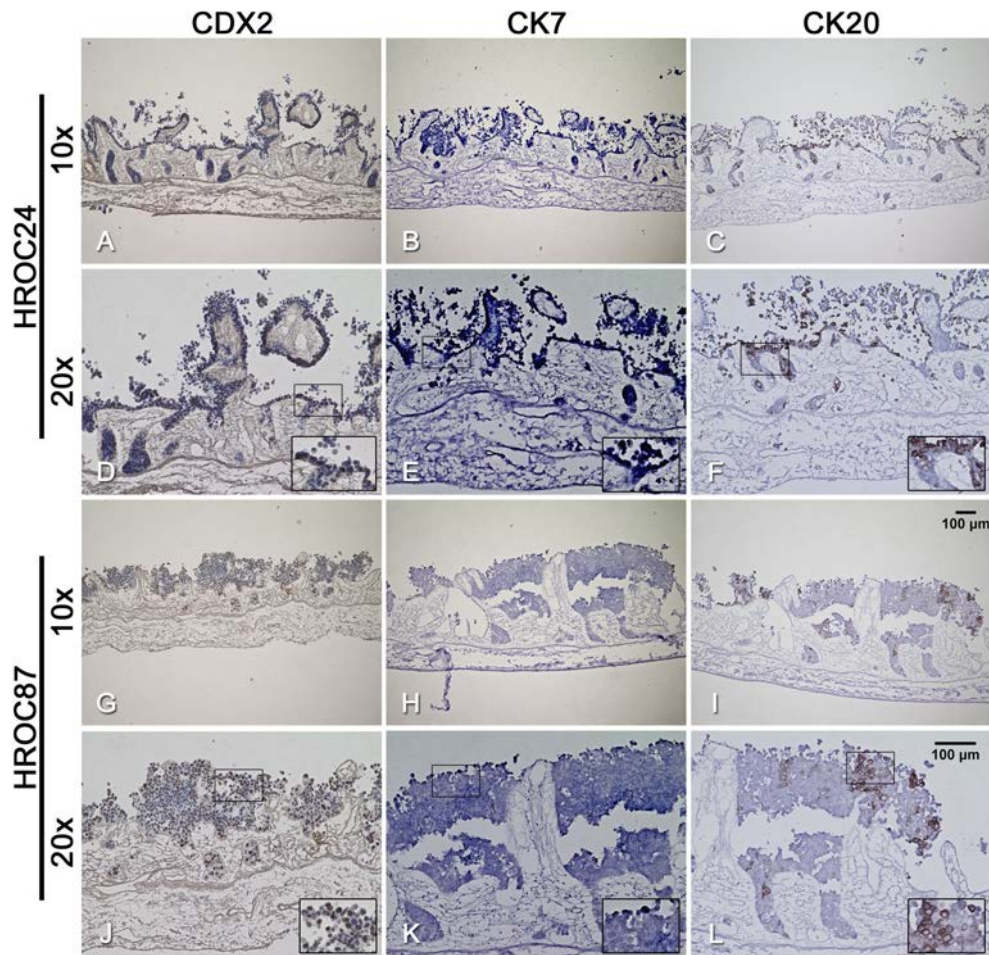 CDX2 CK7 CK20
HROC24
10x
A B C
20x
D E F
HROC87
10x
100 µm
G H I
20x
100 µm
J K L